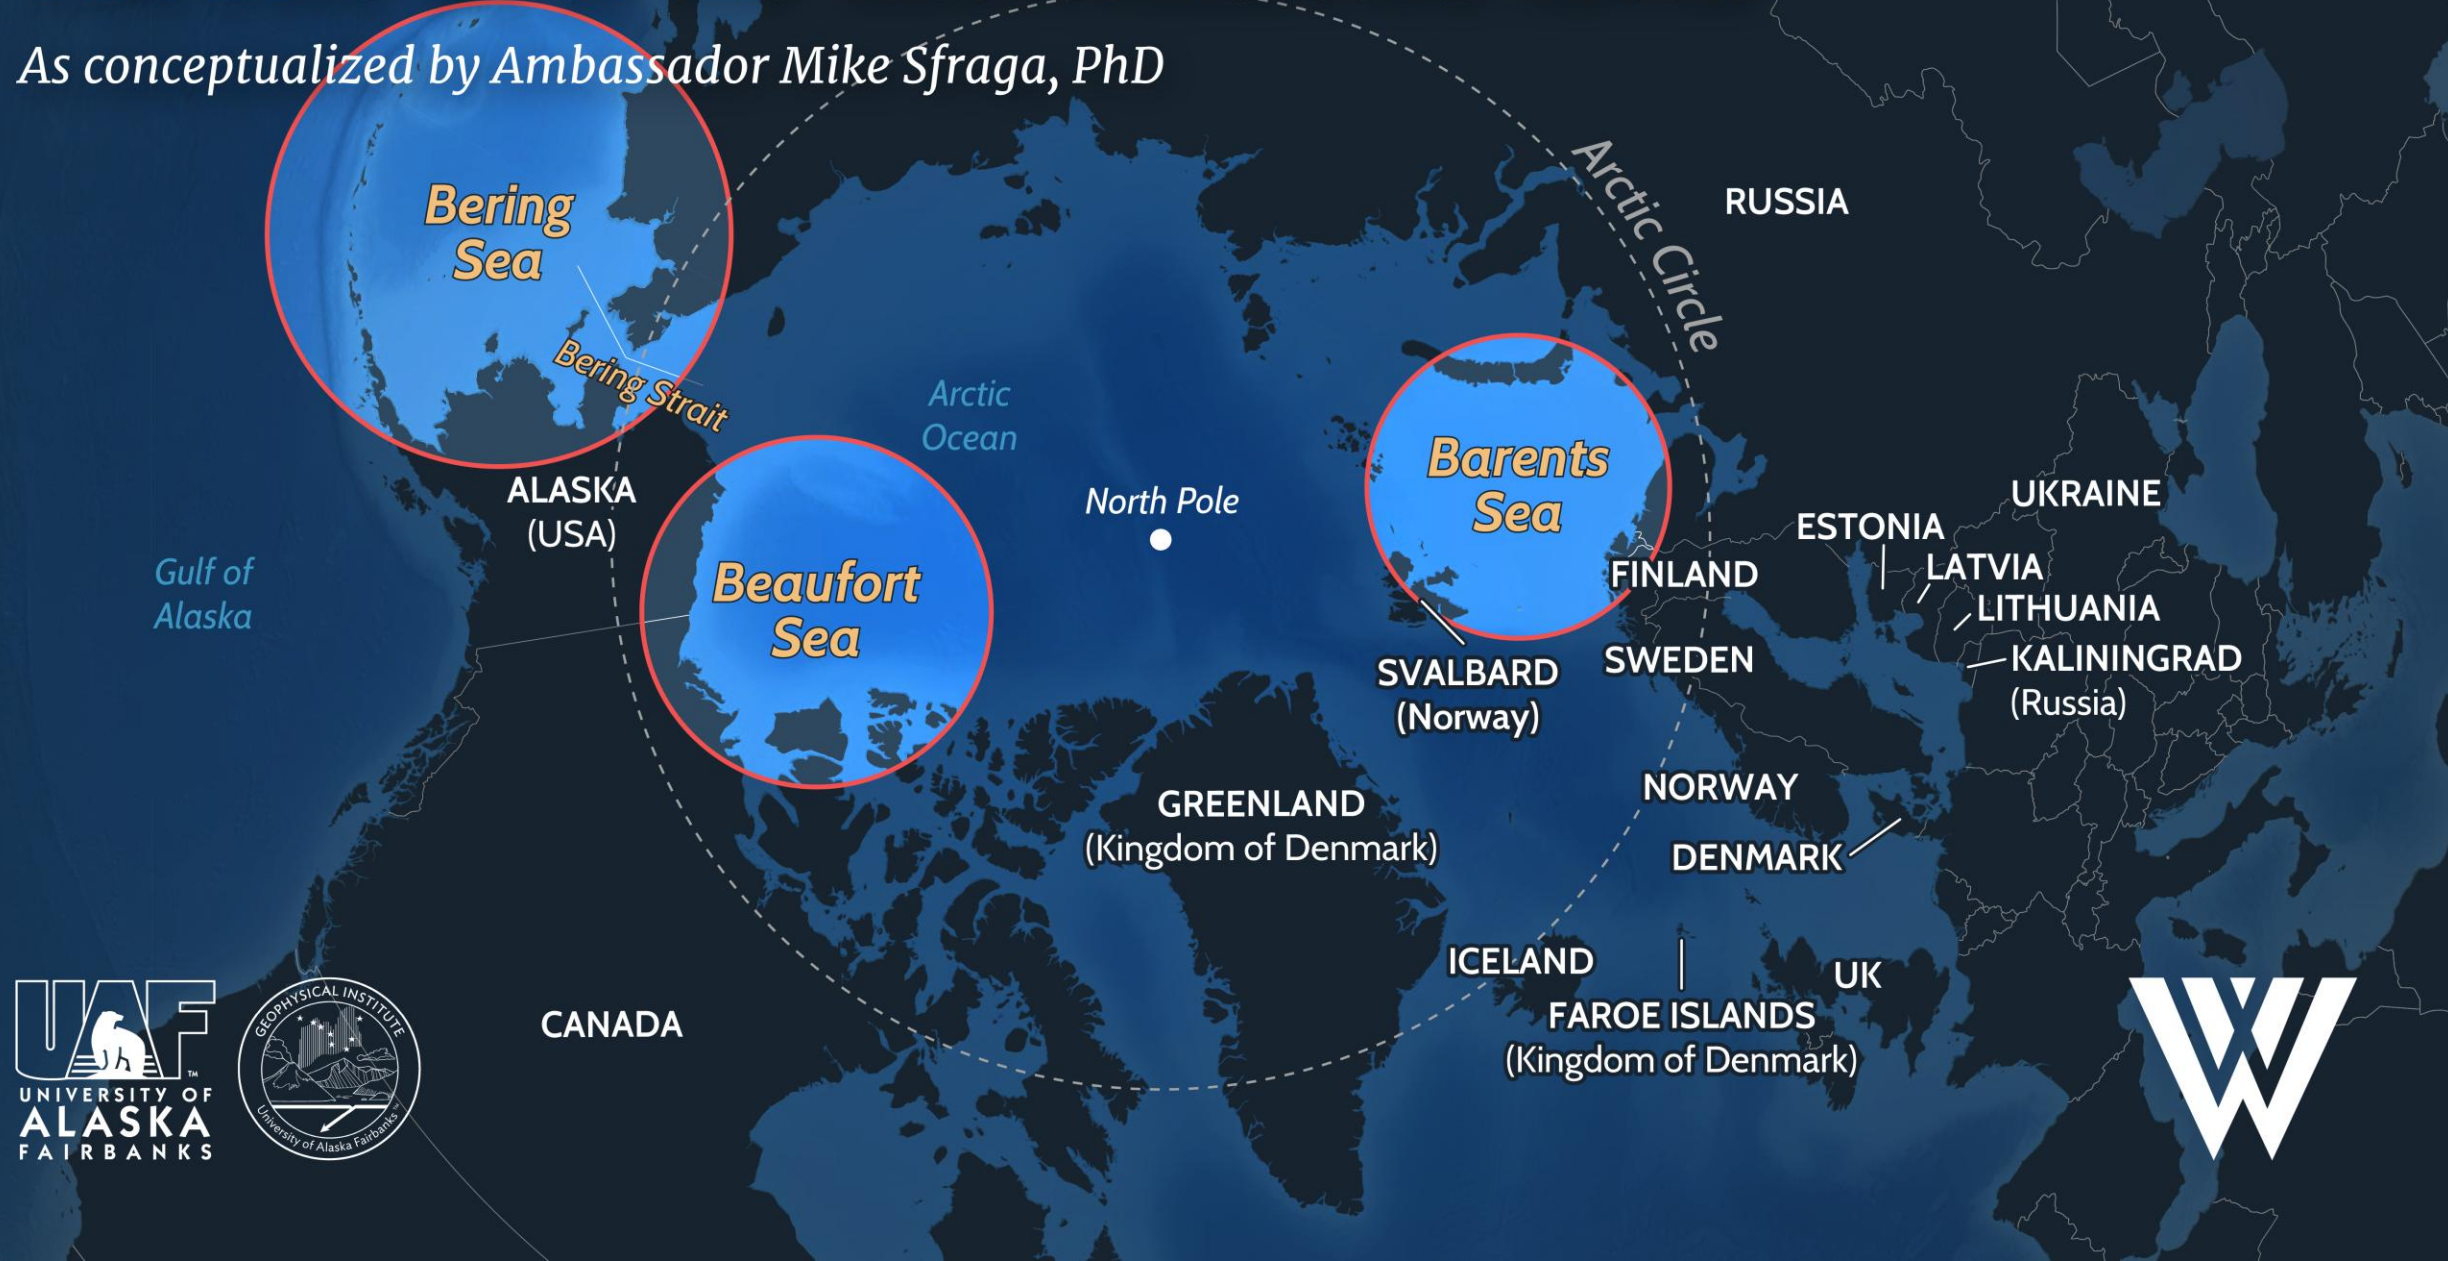 As conceptualized by Ambassador Mike Sfraga, PhD
Arctic Circle
RUSSIA
Bering
Sea
Bering Strait
Arctic
Ocean
North Pole
Barents
Sea
ALASKA
(USA)
Gulf of
Alaska
Beaufort
Sea
UKRAINE
ESTONIA
LATVIA
LITHUANIA
KALININGRAD
(Russia)
FINLAND
SWEDEN
SVALBARD
(Norway)
NORWAY
DENMARK
GREENLAND
(Kingdom of Denmark)
ICELAND
FAROE ISLANDS
(Kingdom of Denmark)
UK
CANADA
UAF
TM
UNIVERSITY OF
ALASKA
FAIRBANKS
GEOPHYSICAL INSTITUTE
University of Alaska Fairbanks
W